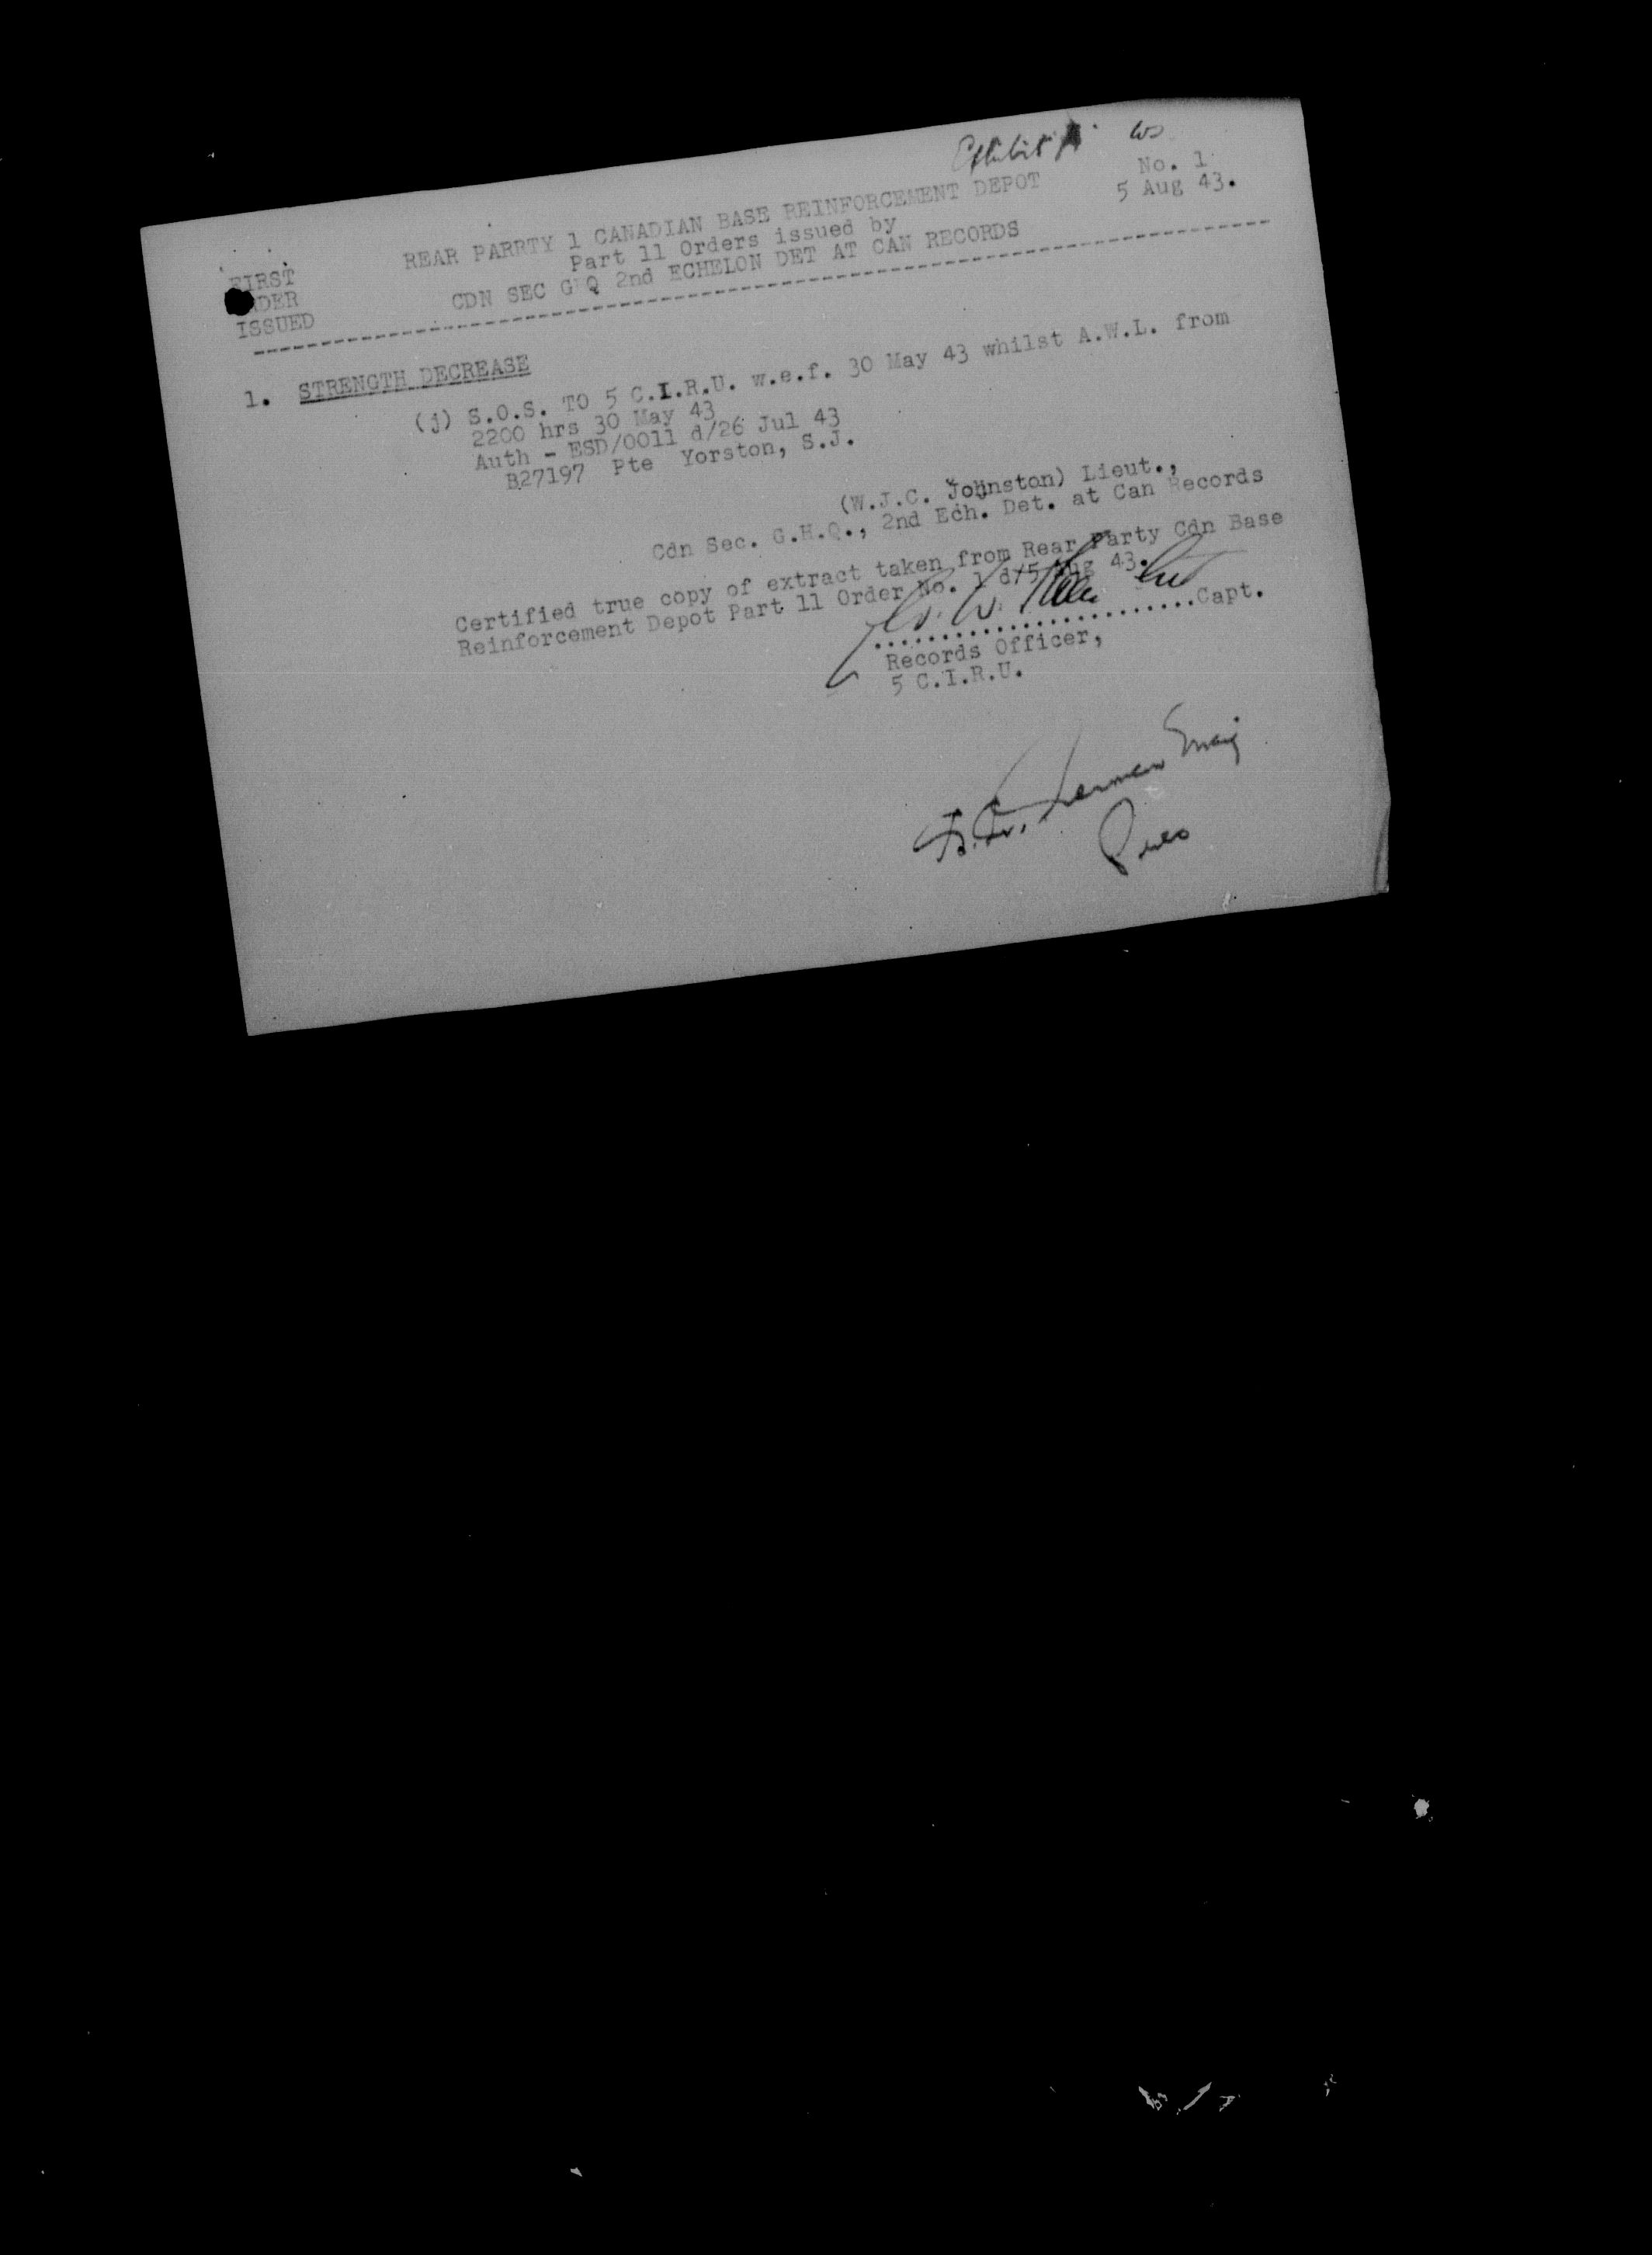 Exhibit
No. 1
5 Aug 43.
REAR PARRTY 1 CANADIAN BASE REINFORCEMENT DEPOT
Part 11 Orders issued by
CDN SEC G Q 2nd ECHELON DET AT CAN RECORDS
FIRST
RDER
ISSUED
1. STRENGTH DECREASE
(j) S.O.S. TO 5 C.I.R.U. w.e.f. 30 May 43 whilst A.W.L. from
2200 hrs 30 May 43
Auth - ESD/0011 d/26 Jul 43
B27197 Pte Yorston, S.J.
(W.J.C. Johnston) Lieut.,
Cdn Sec. G.H.Q., 2nd Ech. Det. at Can Records
Certified true copy of extract taken from Rear Party Cdn Base
Reinforcement Depot Part 11 Order No. 1 d/5 Aug 43.
....................Capt.
Records Officer,
5 C.I.R.U.
Pres